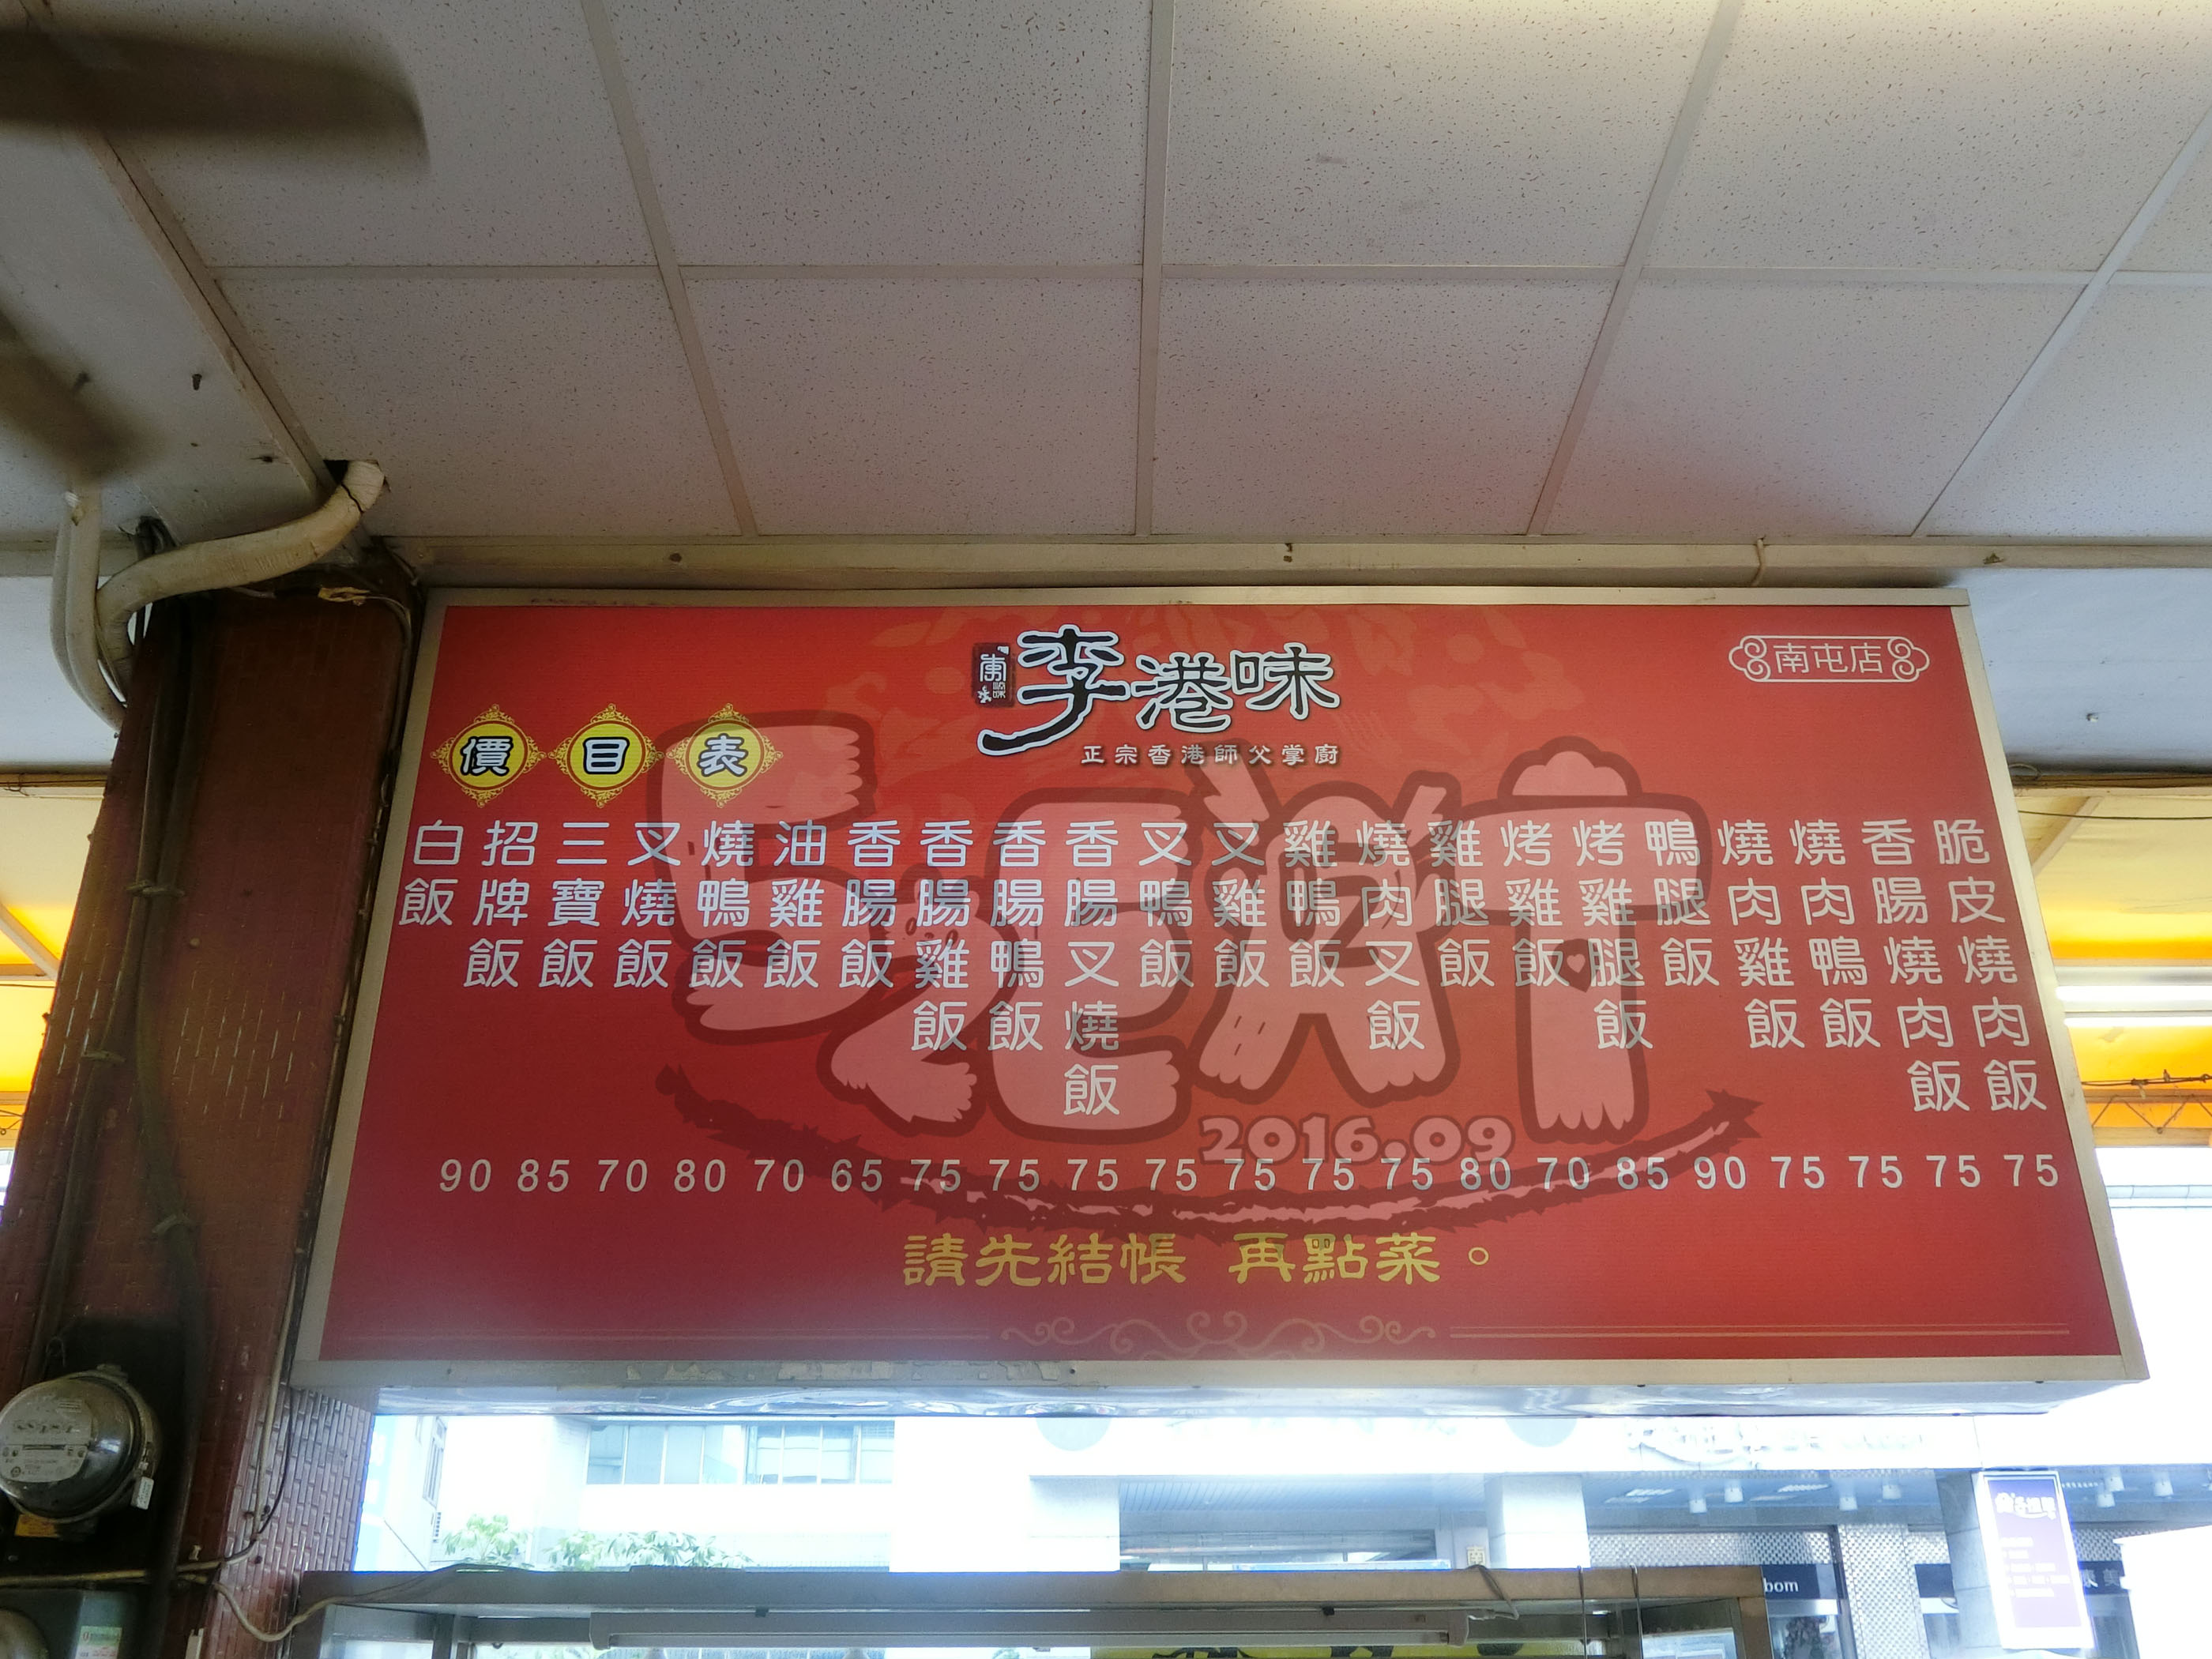 李港味
正宗香港師父掌廚
南屯店
價目表
脆皮燒肉飯
香腸燒肉飯
燒肉鴨飯
燒肉雞飯
鴨腿飯
烤雞腿飯
烤雞飯
雞腿飯
燒肉叉飯
雞鴨飯
叉雞飯
叉鴨飯
香腸叉燒飯
香腸鴨飯
香腸雞飯
香腸飯
油雞飯
燒鴨飯
叉燒飯
三寶飯
招牌飯
白飯
90 85 70 80 70 65 75 75 75 75 75 75 75 80 70 85 90 75 75 75 75
請先結帳 再點菜。
2016.09
bom